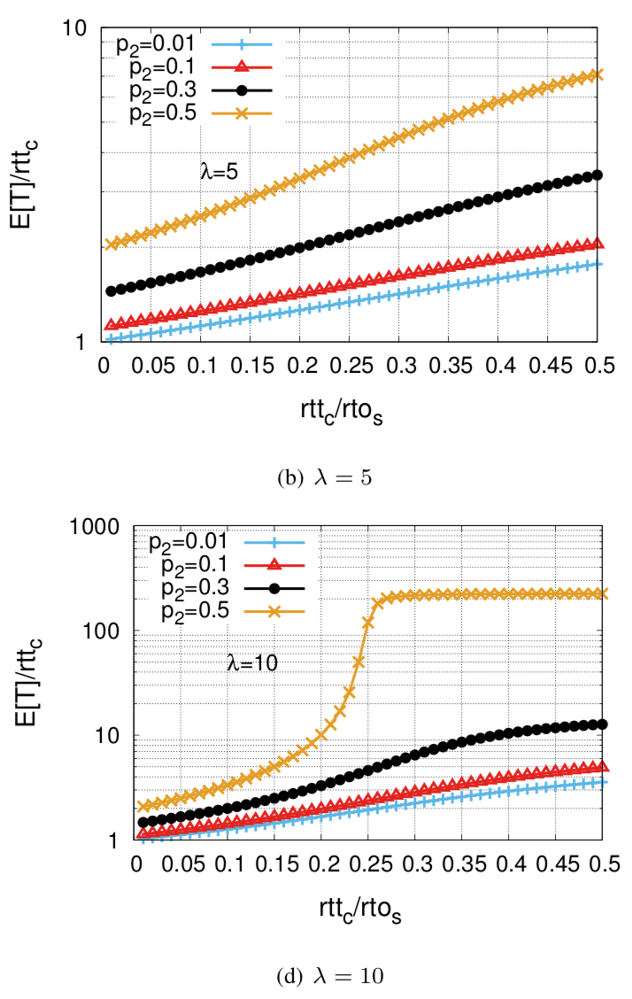 10
p2=0.01
p2=0.1
p2=0.3
p2=0.5
λ=5
E[T]/rttc
1
0 0.05 0.1 0.15 0.2 0.25 0.3 0.35 0.4 0.45 0.5
rttc/rtos
(b) λ = 5
1000
p2=0.01
p2=0.1
p2=0.3
p2=0.5
100
λ=10
E[T]/rttc
10
1
0 0.05 0.1 0.15 0.2 0.25 0.3 0.35 0.4 0.45 0.5
rttc/rtos
(d) λ = 10